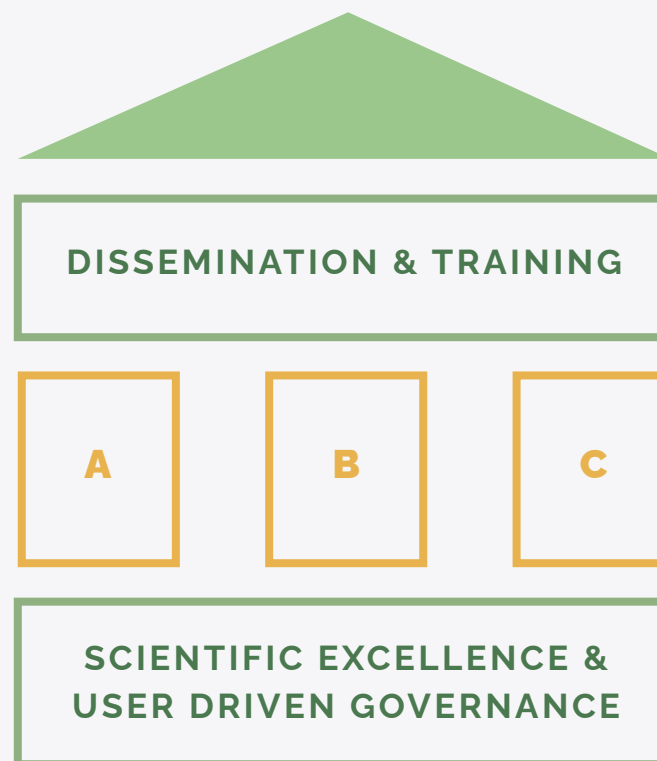 DISSEMINATION & TRAINING
A B C
SCIENTIFIC EXCELLENCE &
USER DRIVEN GOVERNANCE